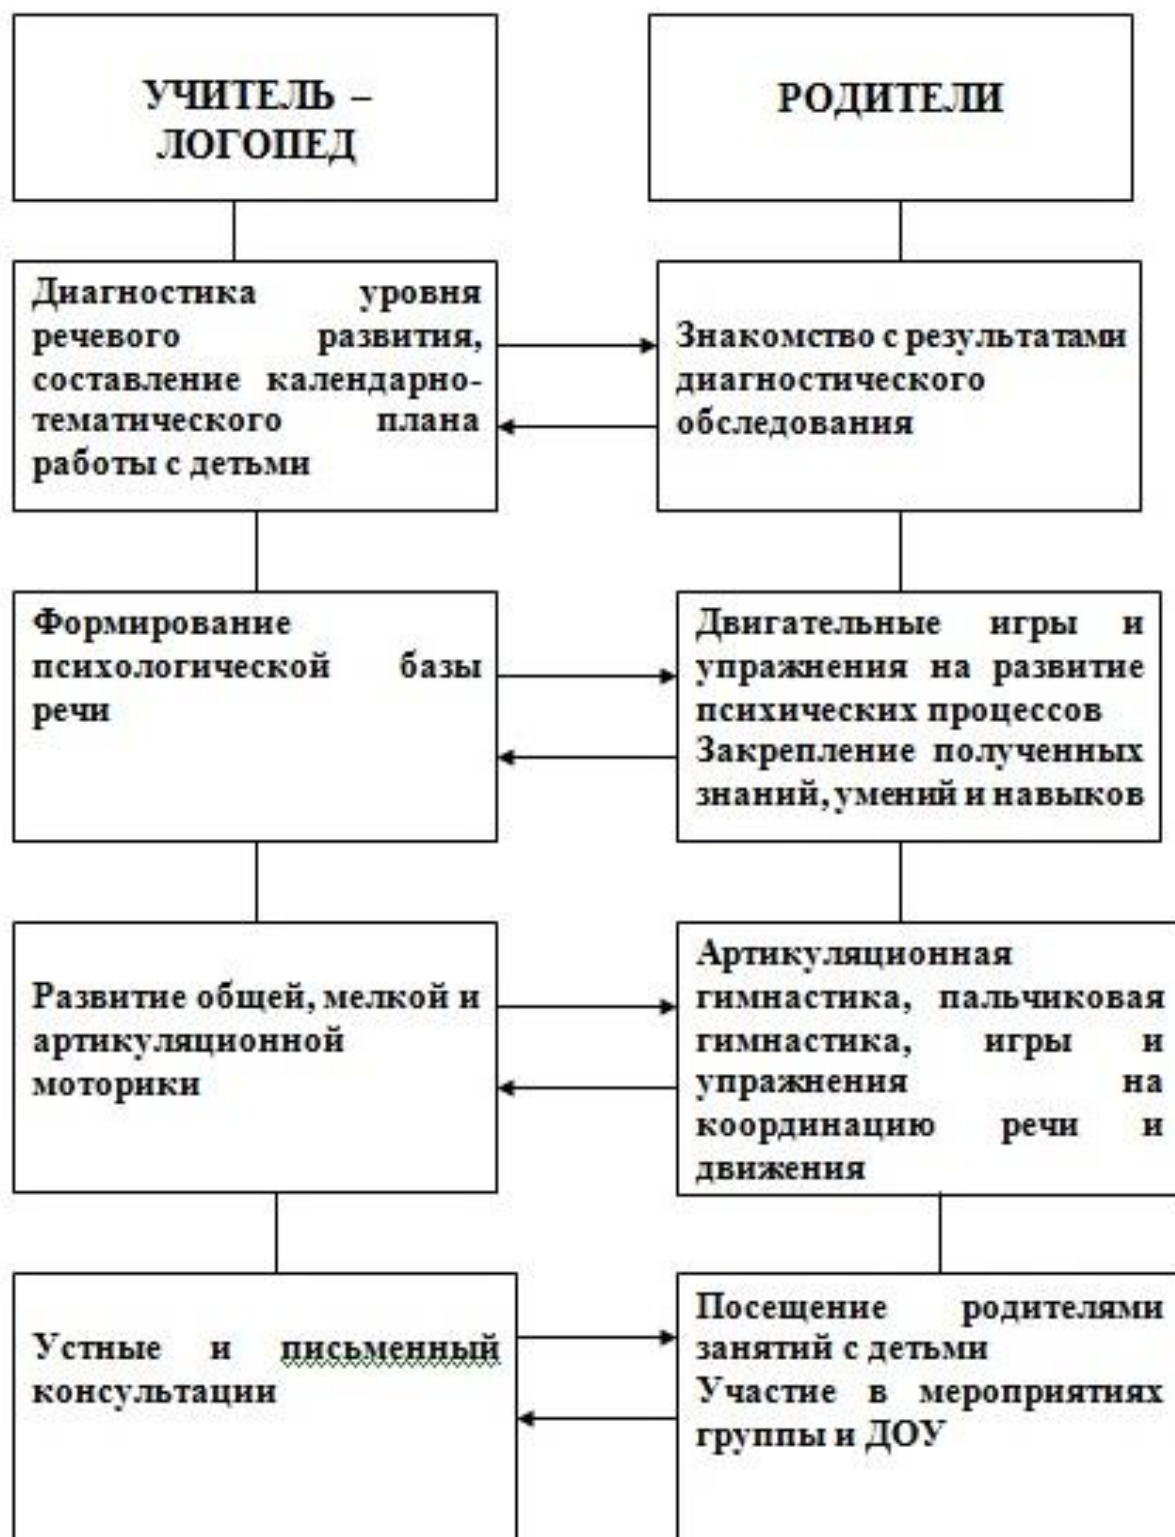 УЧИТЕЛЬ –
ЛОГОПЕД
РОДИТЕЛИ
Диагностика уровня
речевого развития,
составление календарно-
тематического плана
работы с детьми
Знакомство с результатами
диагностического
обследования
Формирование
психологической базы
речи
Двигательные игры и
упражнения на развитие
психических процессов
Закрепление полученных
знаний, умений и навыков
Развитие общей, мелкой и
артикуляционной
моторики
Артикуляционная
гимнастика, пальчиковая
гимнастика, игры и
упражнения на
координацию речи и
движения
Устные и письменный
консультации
Посещение родителями
занятий с детьми
Участие в мероприятиях
группы и ДОУ